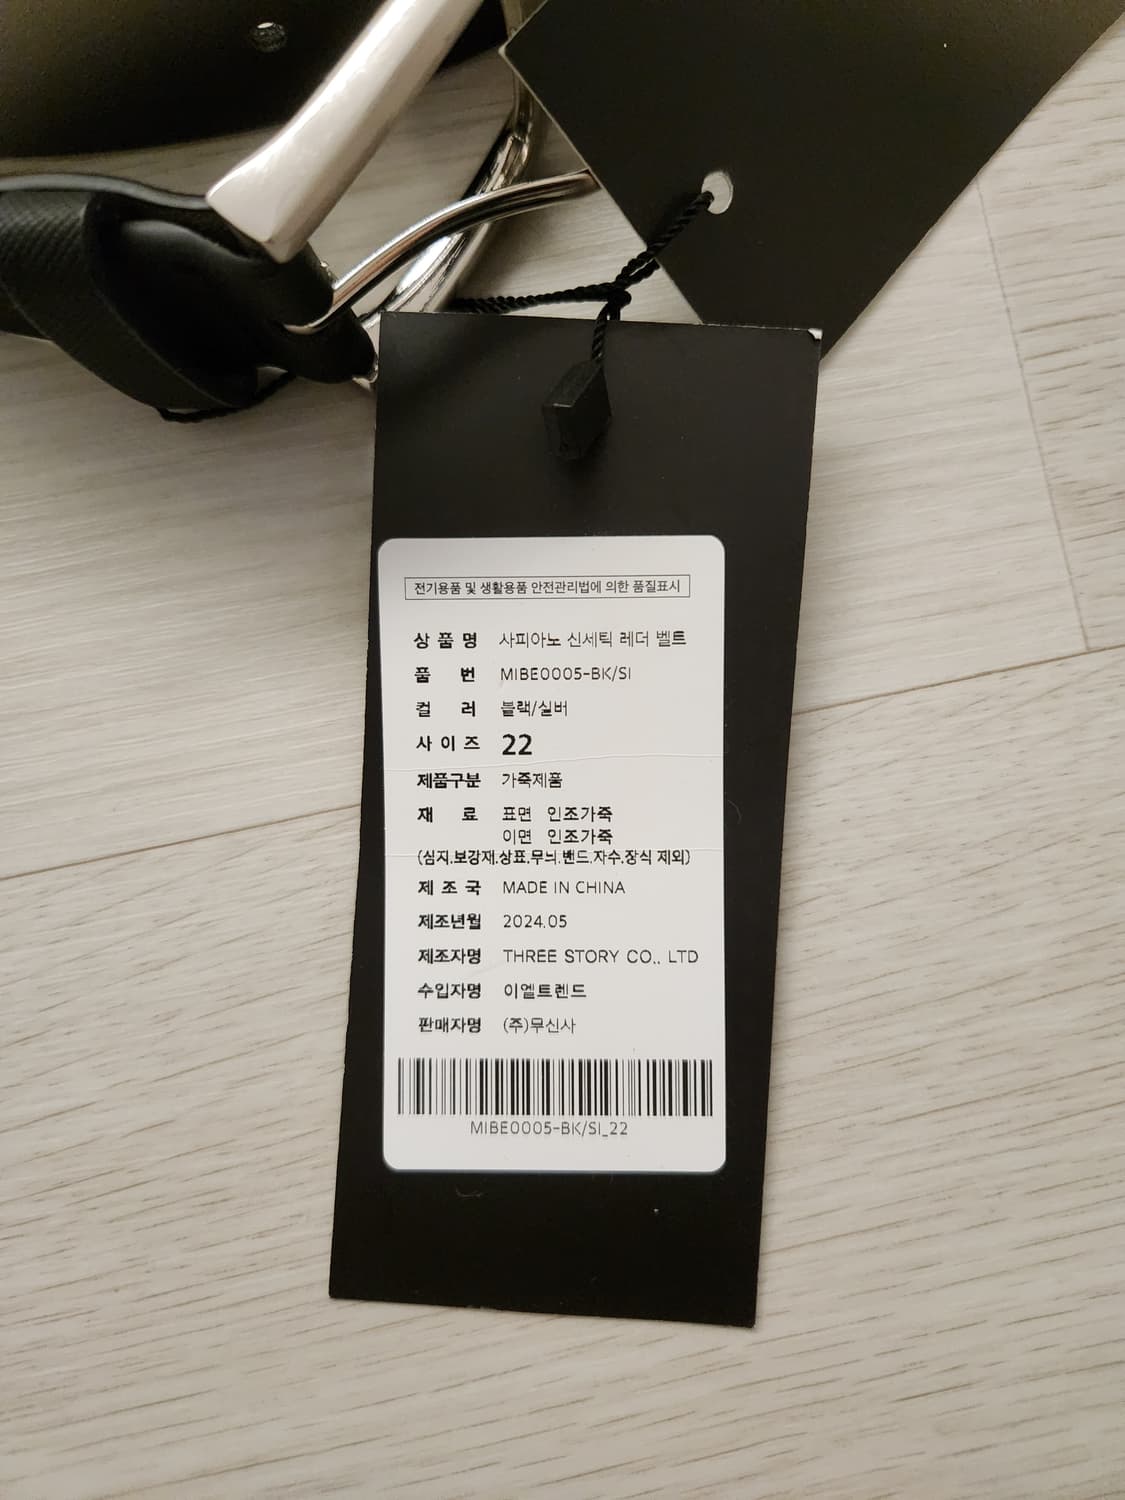 전기용품 및 생활용품 안전관리법에 의한 품질표시
상품명 사피아노 신세틱 레더 벨트
품번 MIBE0005-BK/SI
컬러 블랙/실버
사이즈 22
제품구분 가죽제품
재료 표면 인조가죽
이면 인조가죽
(심지.보강재.상표.무늬.밴드.자수.장식 제외)
제조국 MADE IN CHINA
제조년월 2024.05
제조자명 THREE STORY CO., LTD
수입자명 이엘트렌드
판매자명 (주)무신사
MIBE0005-BK/SI_22